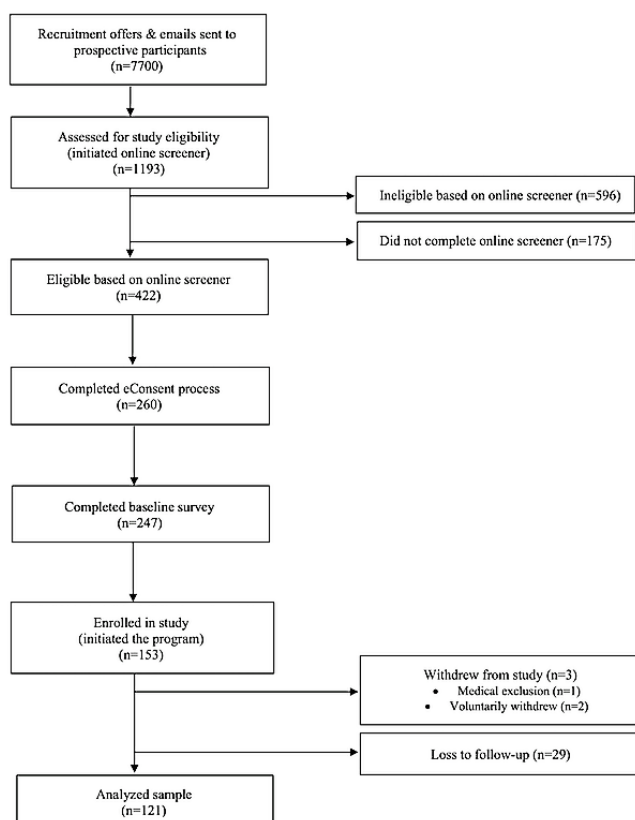 Recruitment offers & emails sent to
prospective participants
(n=7700)
Assessed for study eligibility
(initiated online screener)
(n=1193)
Ineligible based on online screener (n=596)
Did not complete online screener (n=175)
Eligible based on online screener
(n=422)
Completed eConsent process
(n=260)
Completed baseline survey
(n=247)
Enrolled in study
(initiated the program)
(n=153)
Withdrew from study (n=3)
• Medical exclusion (n=1)
• Voluntarily withdrew (n=2)
Loss to follow-up (n=29)
Analyzed sample
(n=121)